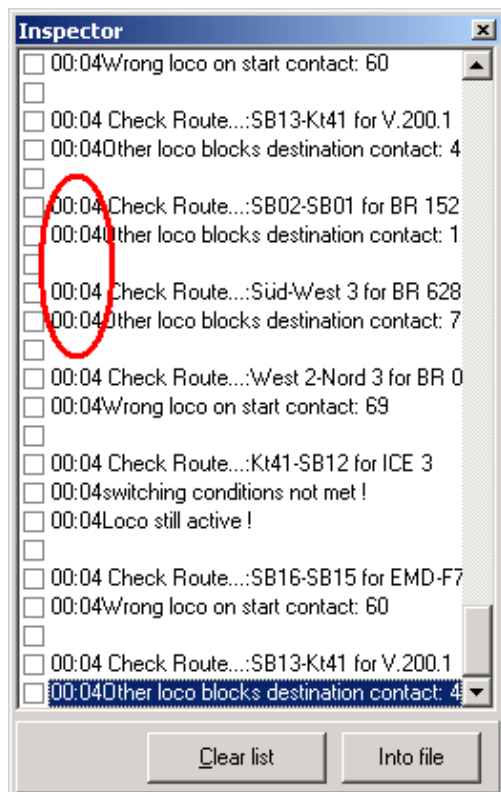 Inspector
00:04Wrong loco on start contact: 60
00:04 Check Route...:SB13-Kt41 for V.200.1
00:04Other loco blocks destination contact: 4
00:04 Check Route...:SB02-SB01 for BR 152
00:04Other loco blocks destination contact: 1
00:04 Check Route...:Süd-West 3 for BR 628
00:04Other loco blocks destination contact: 7
00:04 Check Route...:West 2-Nord 3 for BR 0
00:04Wrong loco on start contact: 69
00:04 Check Route...:Kt41-SB12 for ICE 3
00:04switching conditions not met !
00:04Loco still active !
00:04 Check Route...:SB16-SB15 for EMD-F7
00:04Wrong loco on start contact: 60
00:04 Check Route...:SB13-Kt41 for V.200.1
00:04Other loco blocks destination contact: 4
Clear list
Into file